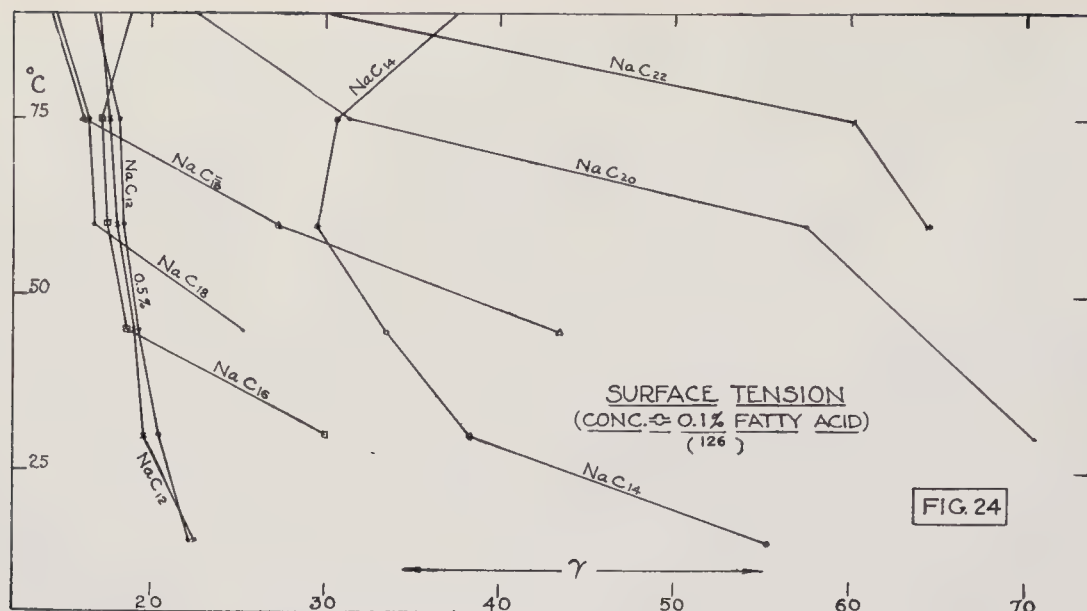 °C
75
50
25
20
30
40
50
60
70
NaC14
NaC22
NaC12
NaC20
NaC18
0.5%
NaC16
NaC12
NaC14
SURFACE TENSION
(CONC.≎ 0.1% FATTY ACID)
(126)
γ
FIG. 24